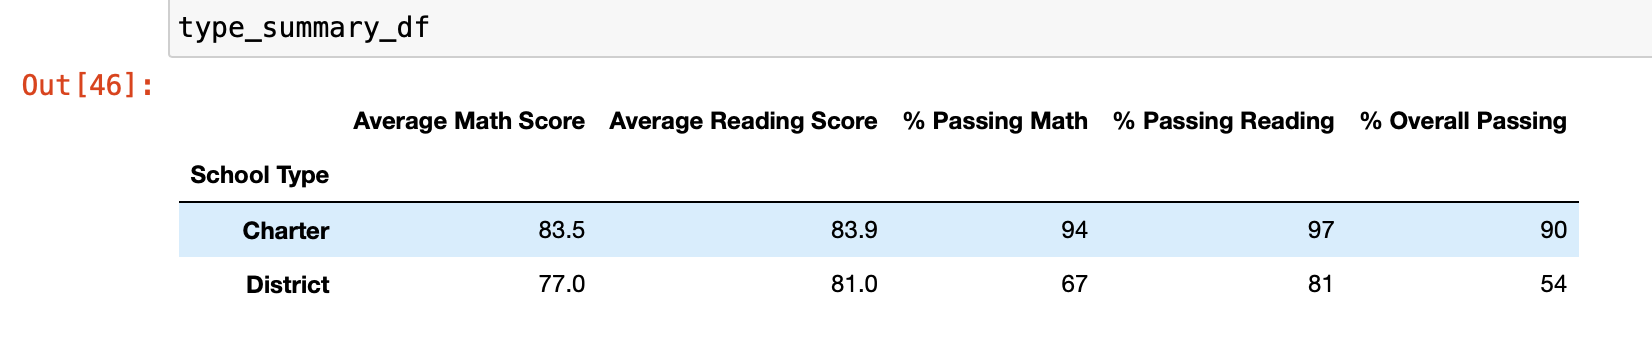 type_summary_df
Out[46]:
Average Math Score Average Reading Score % Passing Math % Passing Reading % Overall Passing
School Type
Charter 83.5 83.9 94 97 90
District 77.0 81.0 67 81 54